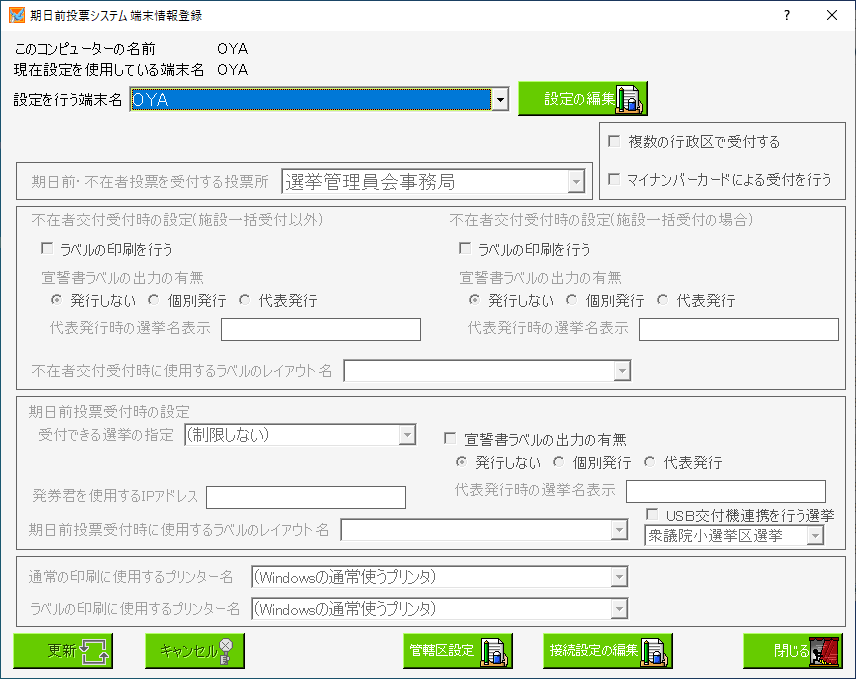 期日前投票システム 端末情報登録
このコンピューターの名前 OYA
現在設定を使用している端末名 OYA
設定を行う端末名 OYA 設定の編集
複数の行政区で受付する
期日前・不在者投票を受付する投票所 選挙管理員会事務局
マイナンバーカードによる受付を行う
不在者交付受付時の設定(施設一括受付以外) 不在者交付受付時の設定(施設一括受付の場合)
ラベルの印刷を行う ラベルの印刷を行う
宣誓書ラベルの出力の有無 宣誓書ラベルの出力の有無
発行しない 個別発行 代表発行 発行しない 個別発行 代表発行
代表発行時の選挙名表示 代表発行時の選挙名表示
不在者交付受付時に使用するラベルのレイアウト名
期日前投票受付時の設定
受付できる選挙の指定 (制限しない) 宣誓書ラベルの出力の有無
発行しない 個別発行 代表発行
発券君を使用するIPアドレス 代表発行時の選挙名表示
USB交付機連携を行う選挙
期日前投票受付時に使用するラベルのレイアウト名 衆議院小選挙区選挙
通常の印刷に使用するプリンター名 (Windowsの通常使うプリンタ)
ラベルの印刷に使用するプリンター名 (Windowsの通常使うプリンタ)
更新 キャンセル 管轄区設定 接続設定の編集 閉じる